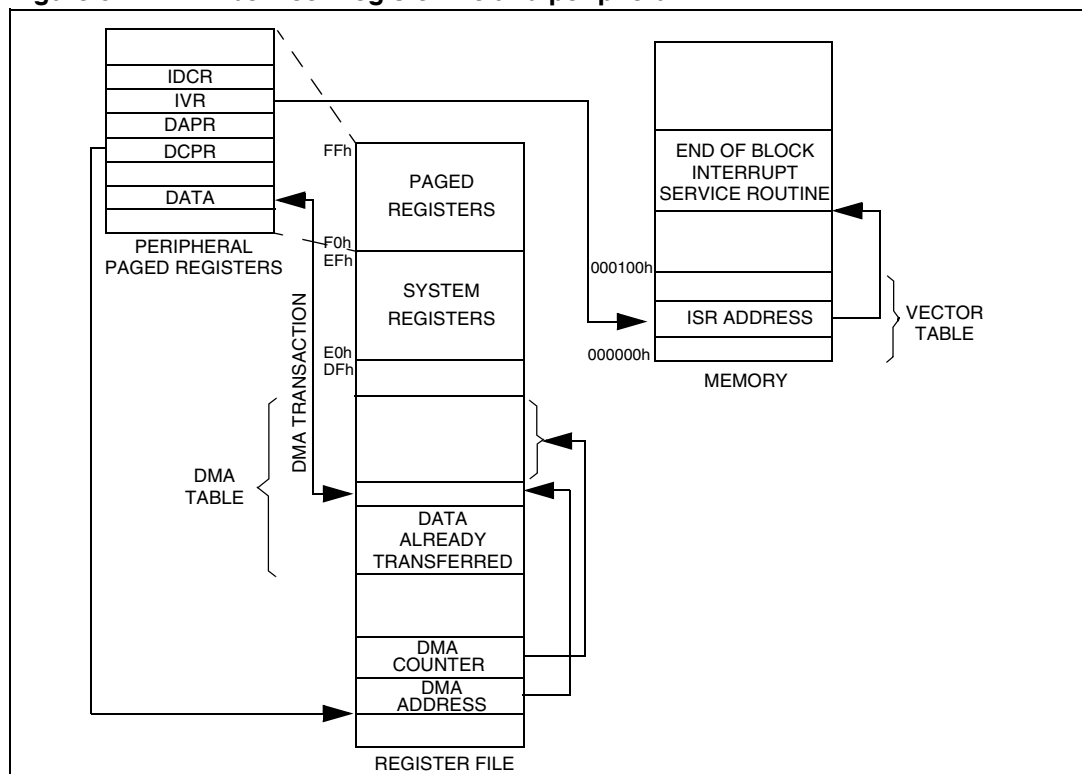 IDCR
IVR
DAPR
DCPR
DATA
PERIPHERAL
PAGED REGISTERS
FFh
PAGED
REGISTERS
F0h
EFh
SYSTEM
REGISTERS
E0h
DFh
DMA TRANSACTION
DMA
TABLE
DATA
ALREADY
TRANSFERRED
DMA
COUNTER
DMA
ADDRESS
REGISTER FILE
END OF BLOCK
INTERRUPT
SERVICE ROUTINE
000100h
ISR ADDRESS
000000h
VECTOR
TABLE
MEMORY